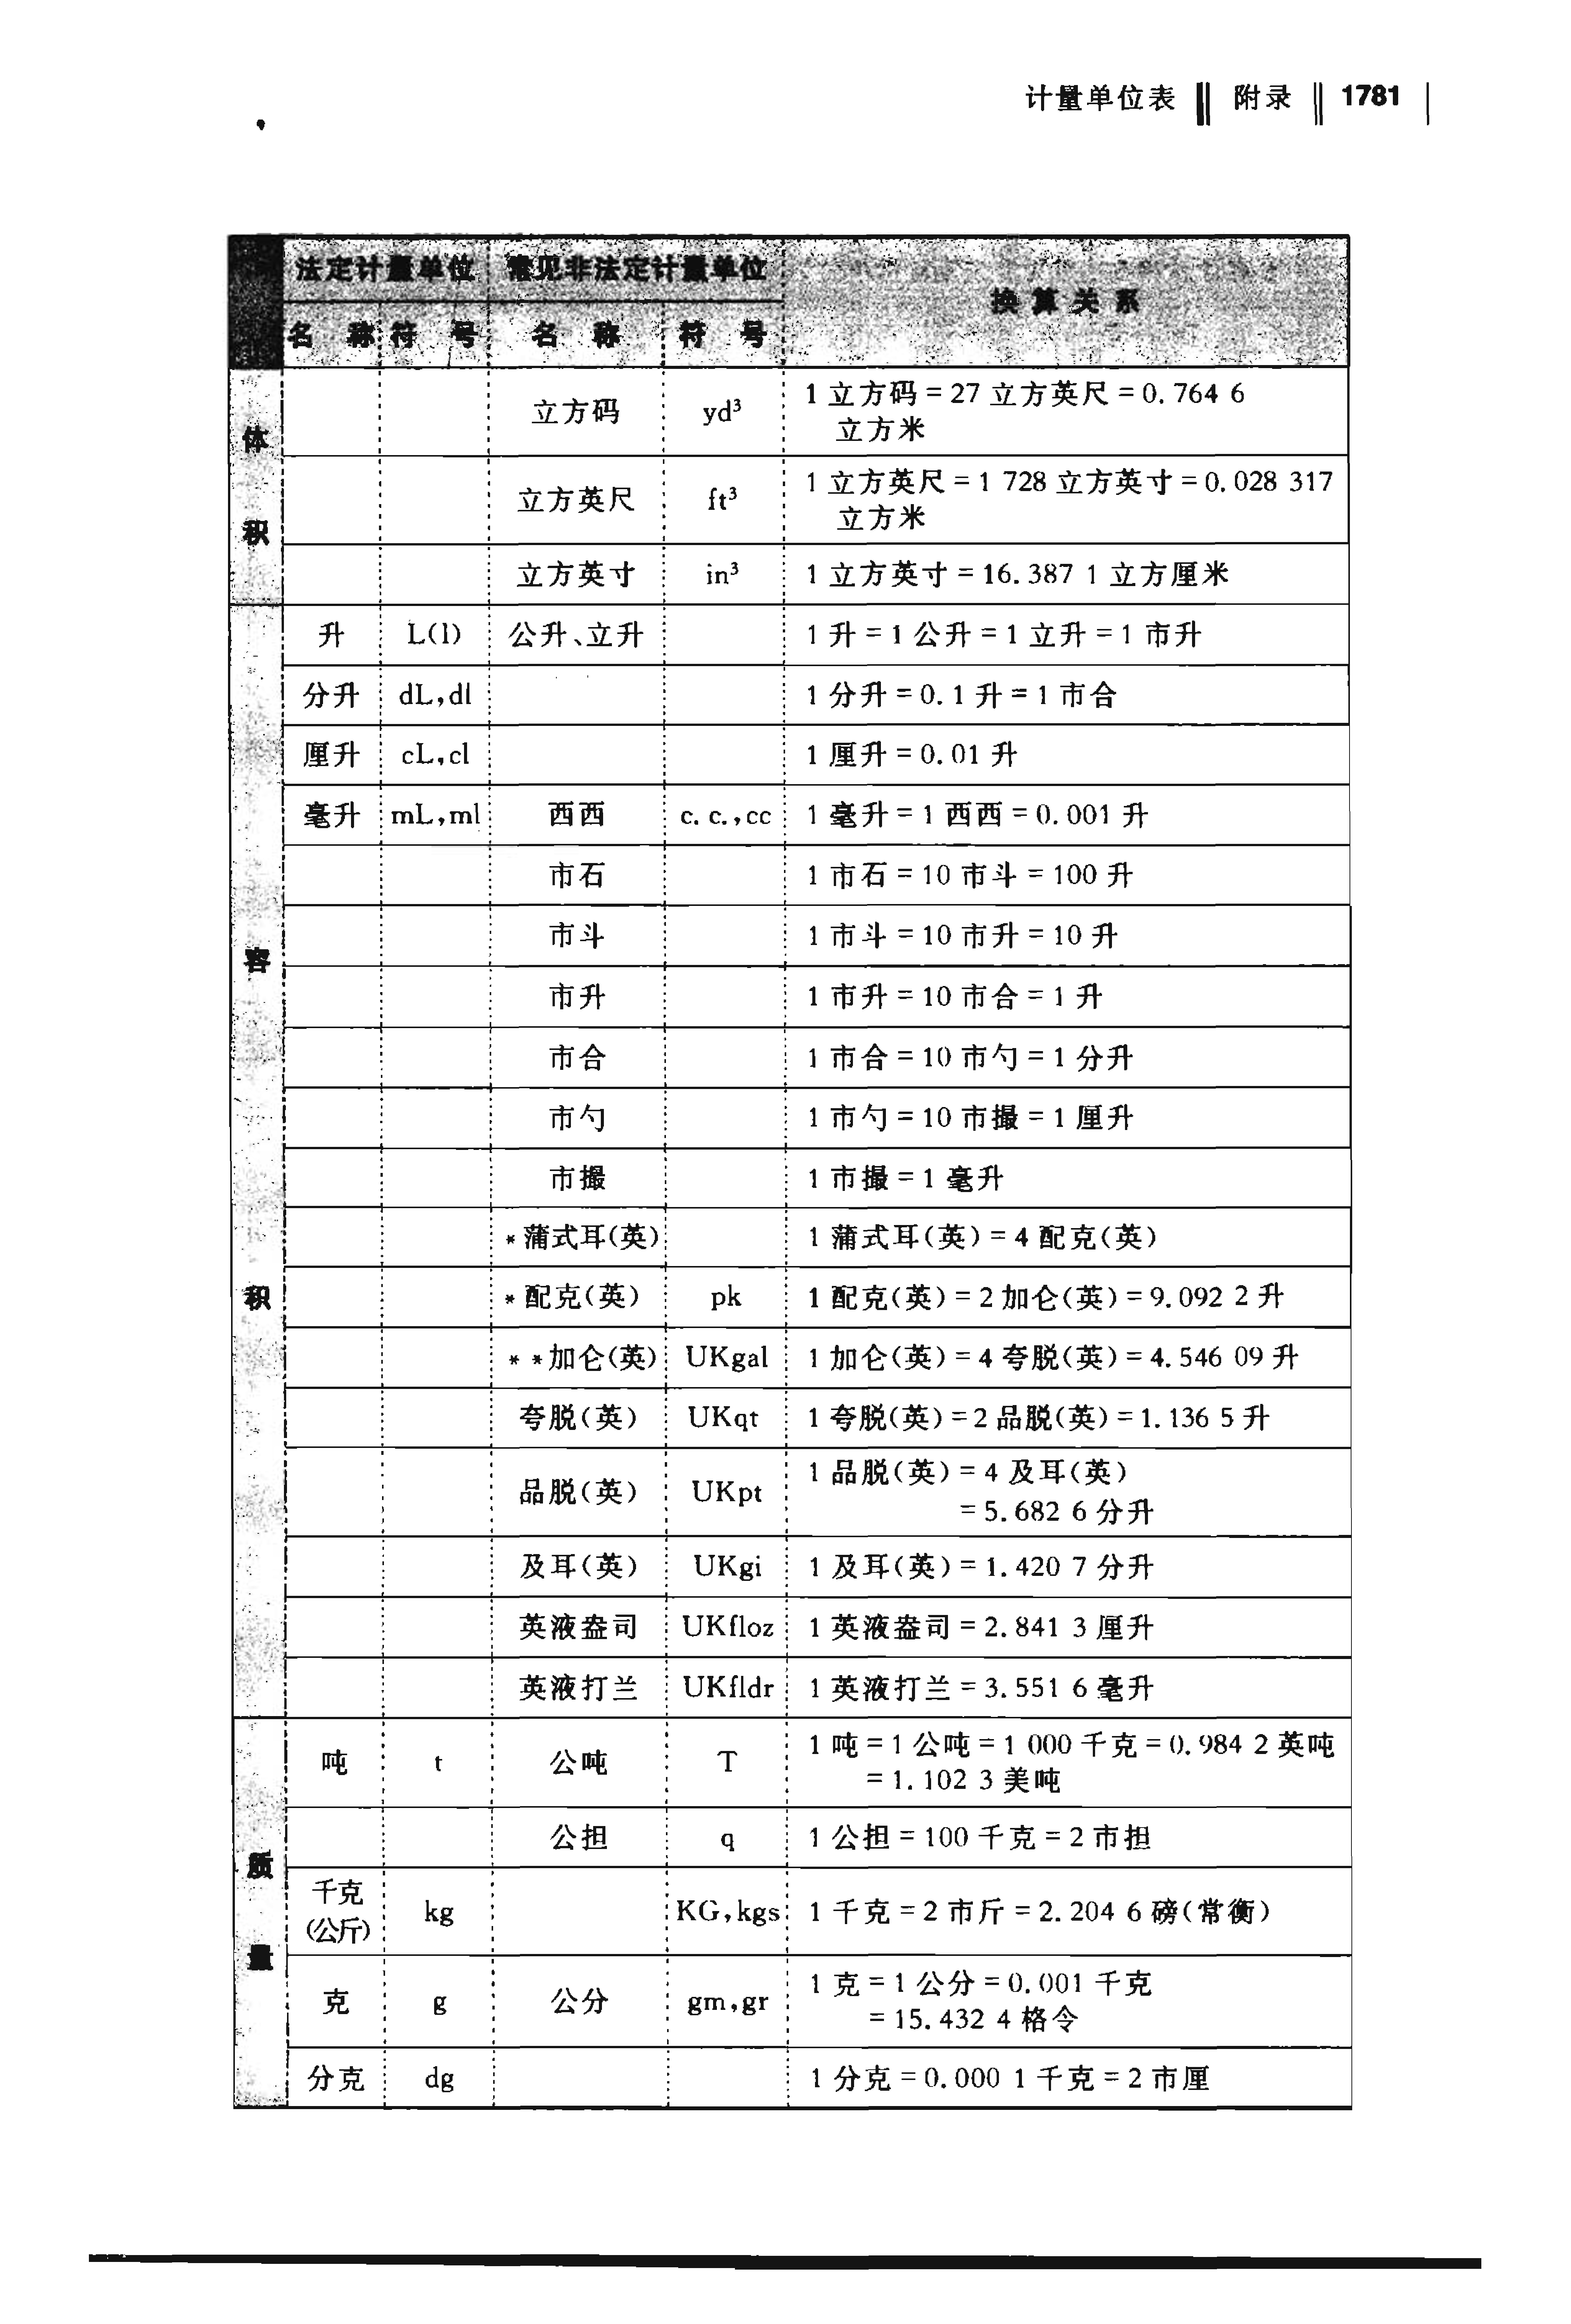 计量单位表 附录 1781
法定计量单位 常见非法定计量单位 换算关系
名 称 符 号 名 称 符 号
体积
立方码 yd³ 1 立方码 = 27 立方英尺 = 0.764 6
立方米
立方英尺 ft³ 1 立方英尺 = 1 728 立方英寸 = 0.028 317
立方米
立方英寸 in³ 1 立方英寸 = 16.387 1 立方厘米
容积
升 L(l) 公升、立升 1 升 = 1 公升 = 1 立升 = 1 市升
分升 dL,dl 1 分升 = 0.1 升 = 1 市合
厘升 cL,cl 1 厘升 = 0.01 升
毫升 mL,ml 西西 c.c.,cc 1 毫升 = 1 西西 = 0.001 升
市石 1 市石 = 10 市斗 = 100 升
市斗 1 市斗 = 10 市升 = 10 升
市升 1 市升 = 10 市合 = 1 升
市合 1 市合 = 10 市勺 = 1 分升
市勺 1 市勺 = 10 市撮 = 1 厘升
市撮 1 市撮 = 1 毫升
*蒲式耳(英) 1 蒲式耳(英) = 4 配克(英)
*配克(英) pk 1 配克(英) = 2 加仑(英) = 9.092 2 升
**加仑(英) UKgal 1 加仑(英) = 4 夸脱(英) = 4.546 09 升
夸脱(英) UKqt 1 夸脱(英) = 2 品脱(英) = 1.136 5 升
品脱(英) UKpt 1 品脱(英) = 4 及耳(英)
= 5.682 6 分升
及耳(英) UKgi 1 及耳(英) = 1.420 7 分升
英液盎司 UKfloz 1 英液盎司 = 2.841 3 厘升
英液打兰 UKfldr 1 英液打兰 = 3.551 6 毫升
质量
吨 t 公吨 T 1 吨 = 1 公吨 = 1 000 千克 = 0.984 2 英吨
= 1.102 3 美吨
公担 q 1 公担 = 100 千克 = 2 市担
千克
(公斤) kg KG,kgs 1 千克 = 2 市斤 = 2.204 6 磅(常衡)
克 g 公分 gm,gr 1 克 = 1 公分 = 0.001 千克
= 15.432 4 格令
分克 dg 1 分克 = 0.000 1 千克 = 2 市厘